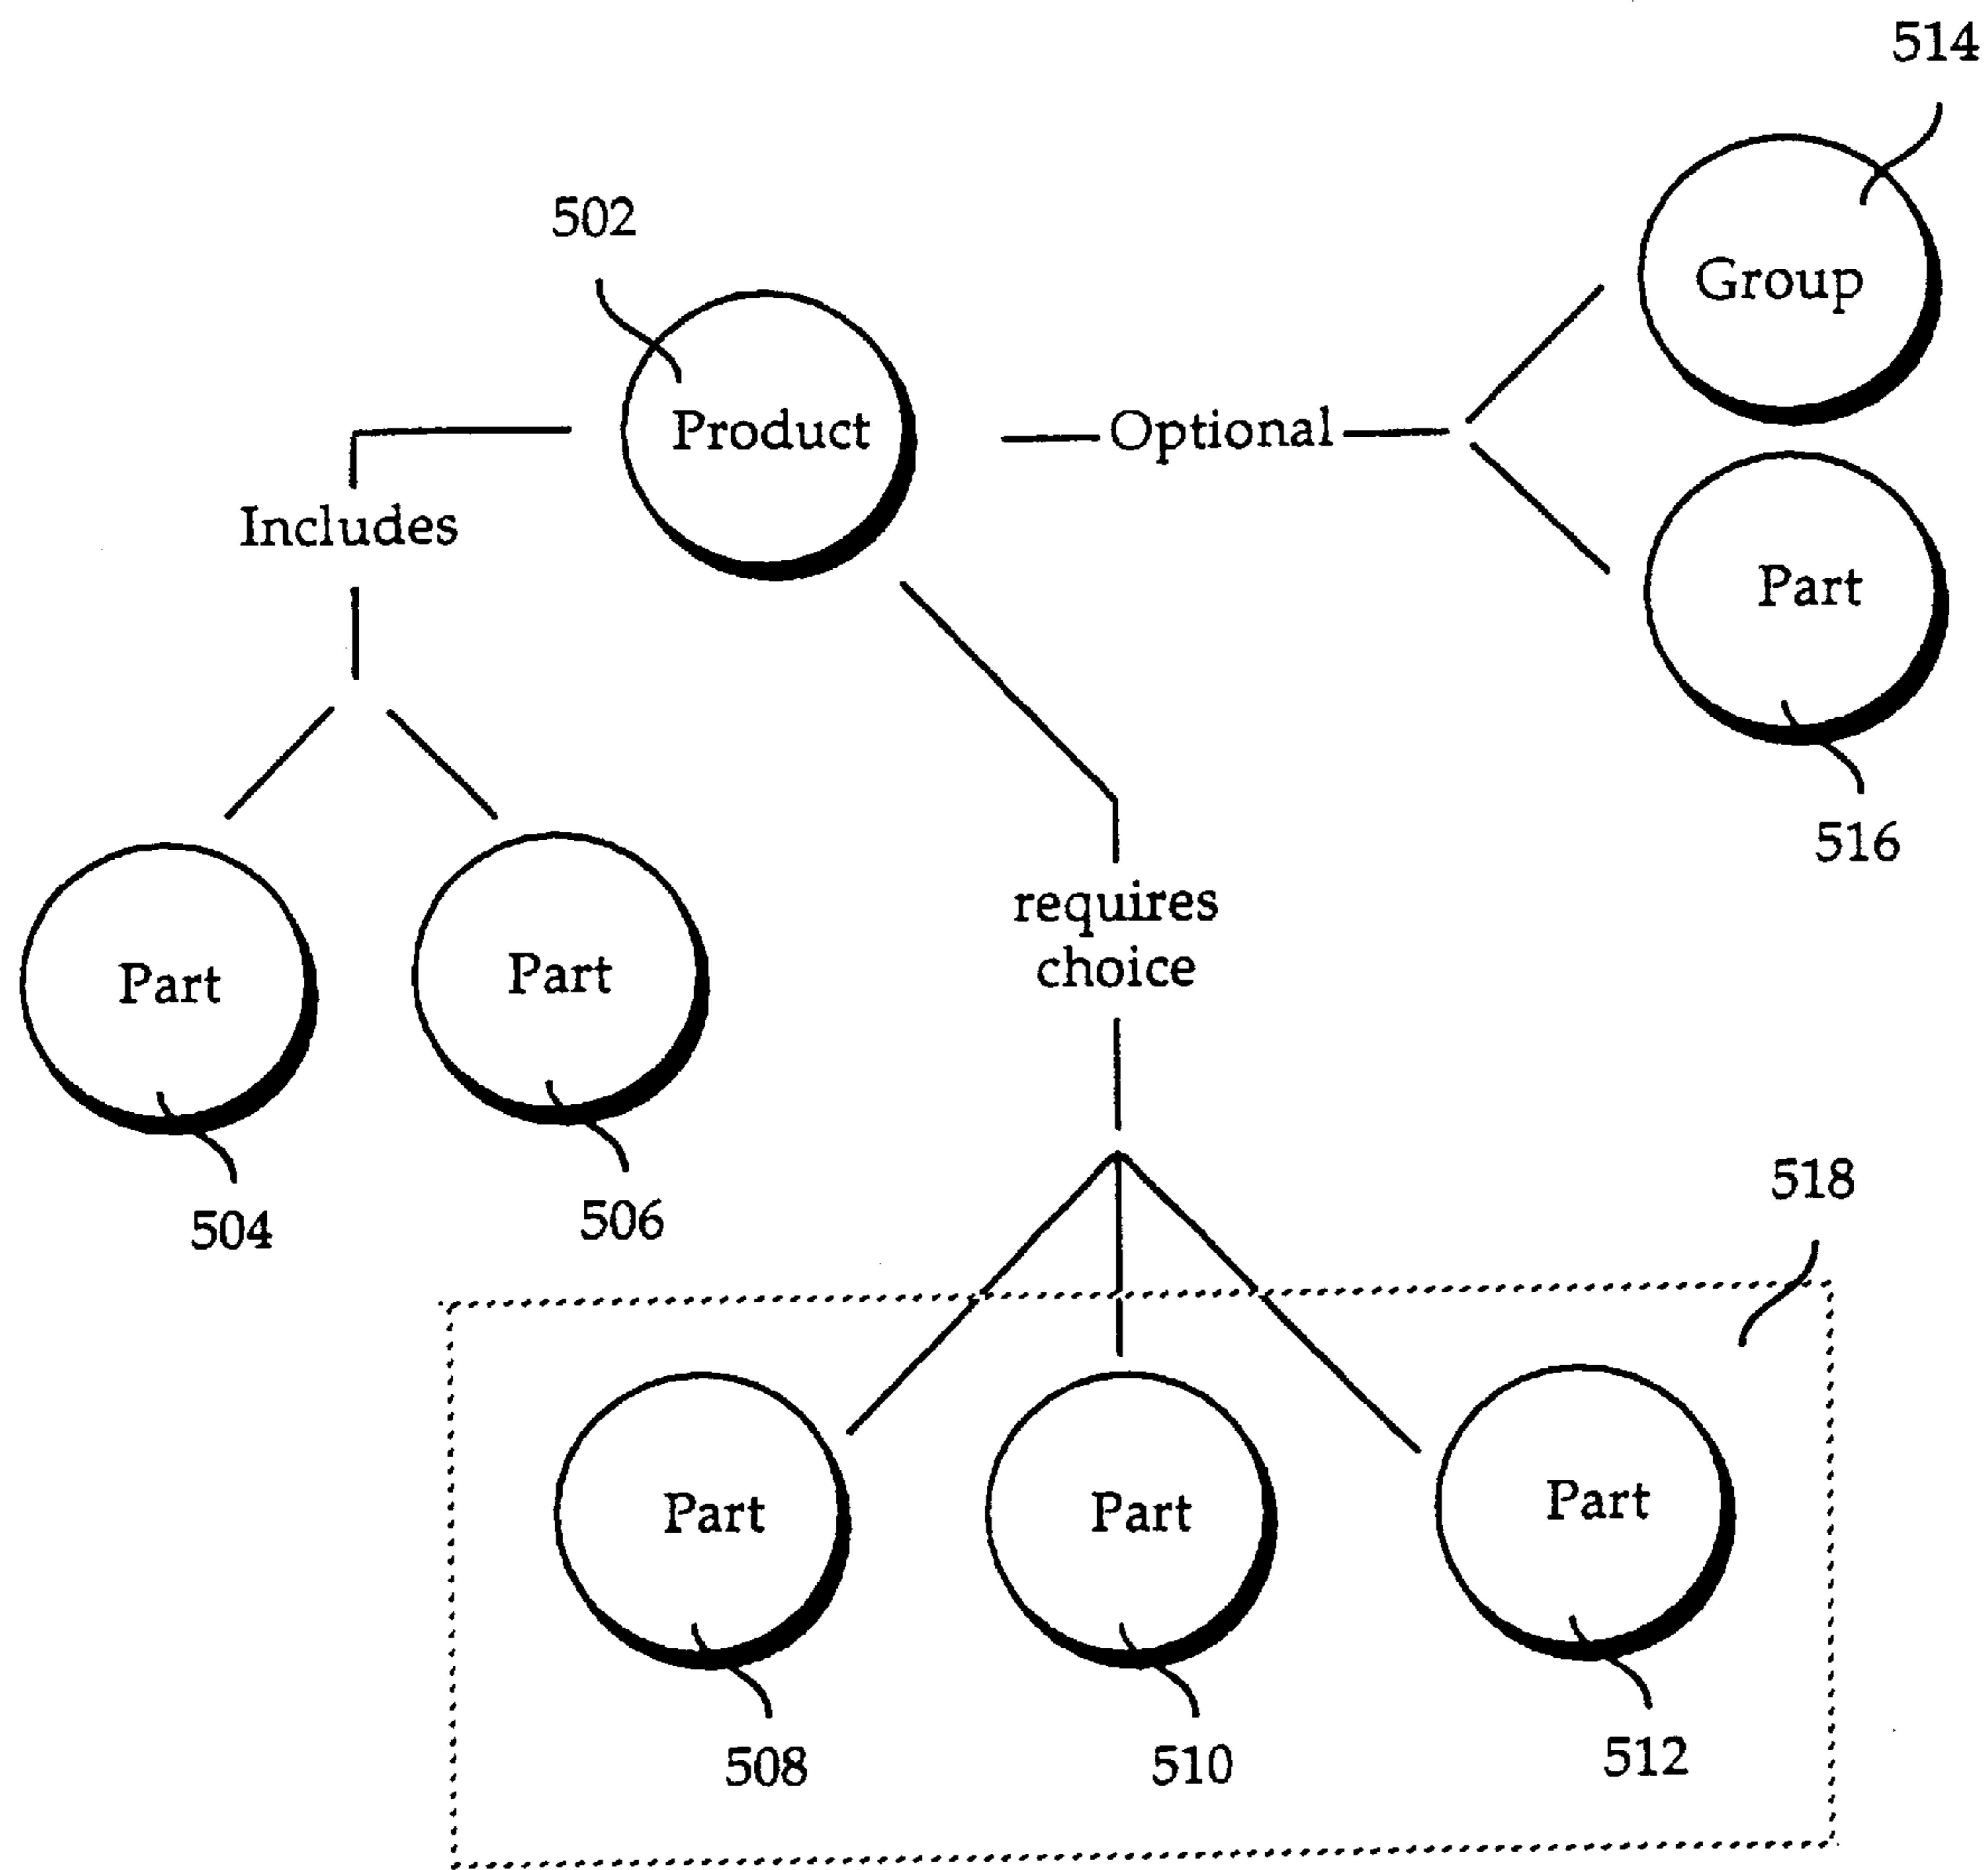 514
502
Group
Product
Optional
Includes
Part
516
requires
choice
Part
Part
504
506
518
Part
Part
Part
508
510
512